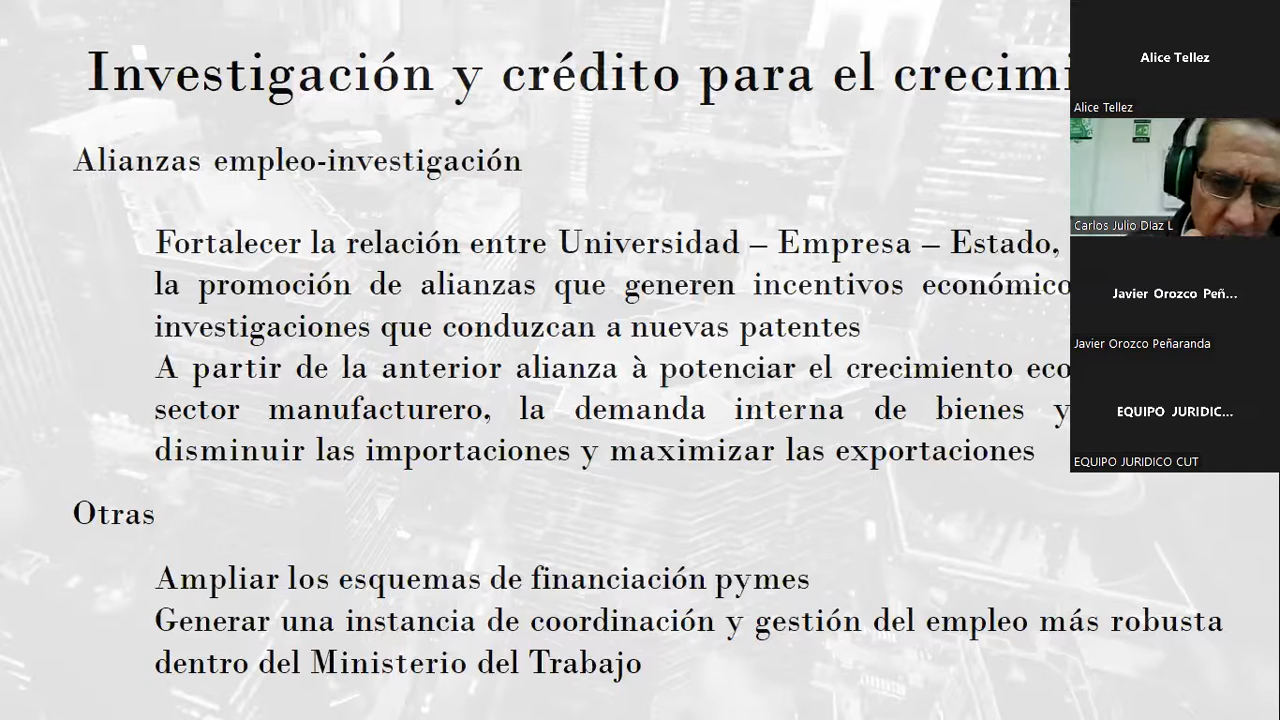 Investigación y crédito para el
Alianzas empleo-investigación
Fortalecer la relación entre Universidad – Empresa – Estado,
la promoción de alianzas que generen incentivos
investigaciones que conduzcan a nuevas patentes
A partir de la anterior alianza à potenciar el crecimiento
sector manufacturero, la demanda interna de bienes y
disminuir las importaciones y maximizar las exportaciones
Otras
Ampliar los esquemas de financiación pymes
Generar una instancia de coordinación y gestión del empleo más robusta
dentro del Ministerio del Trabajo
Alice Tellez
Alice Tellez
Carlos Julio Diaz L
Javier Orozco Peñ...
Javier Orozco Peñaranda
EQUIPO JURIDIC...
EQUIPO JURIDICO CUT